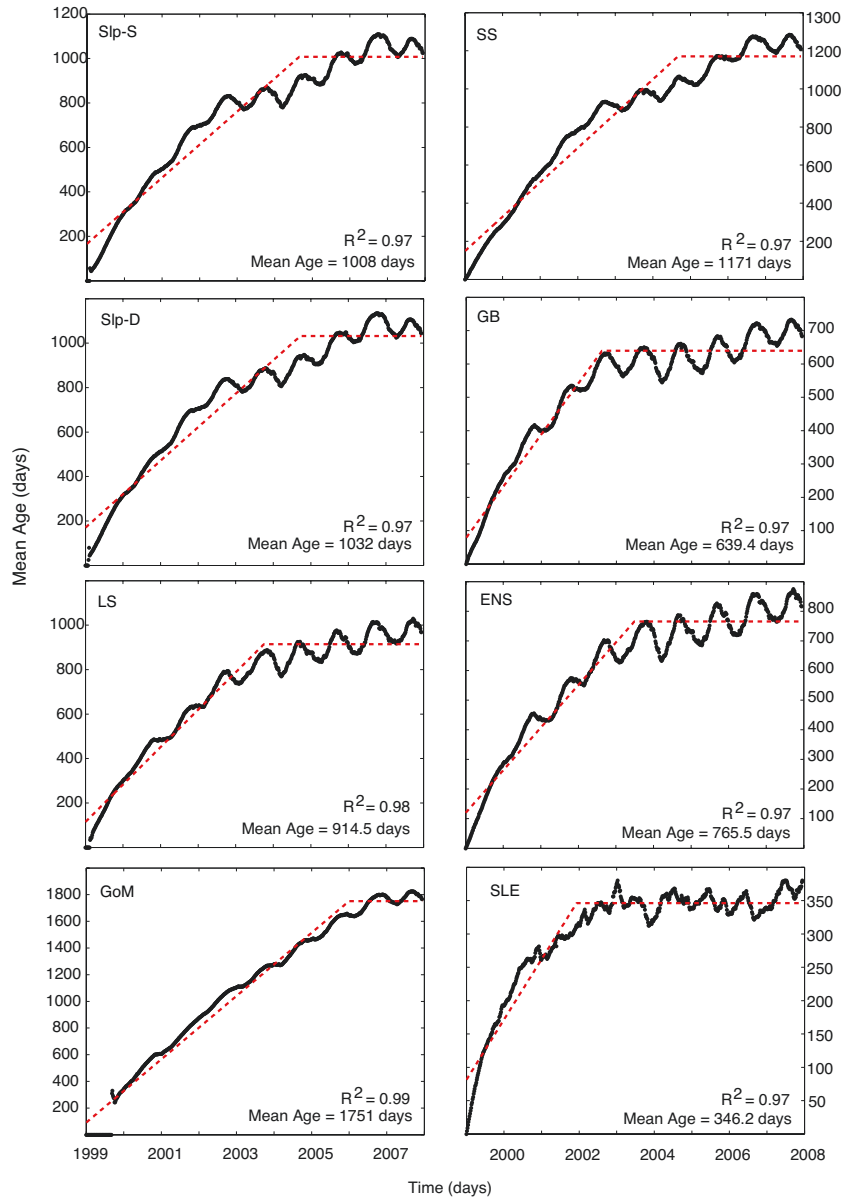 Mean Age (days)
1200
1000
800
600
400
200
Slp-S
R² = 0.97
Mean Age = 1008 days
SS
R² = 0.97
Mean Age = 1171 days
1300
1200
1000
800
600
400
200
1000
800
600
400
200
Slp-D
R² = 0.97
Mean Age = 1032 days
GB
R² = 0.97
Mean Age = 639.4 days
700
600
500
400
300
200
100
1000
800
600
400
200
LS
R² = 0.98
Mean Age = 914.5 days
ENS
R² = 0.97
Mean Age = 765.5 days
800
700
600
500
400
300
200
100
1800
1600
1400
1200
1000
800
600
400
200
GoM
R² = 0.99
Mean Age = 1751 days
SLE
R² = 0.97
Mean Age = 346.2 days
350
300
250
200
150
100
50
1999 2001 2003 2005 2007
2000 2002 2004 2006 2008
Time (days)